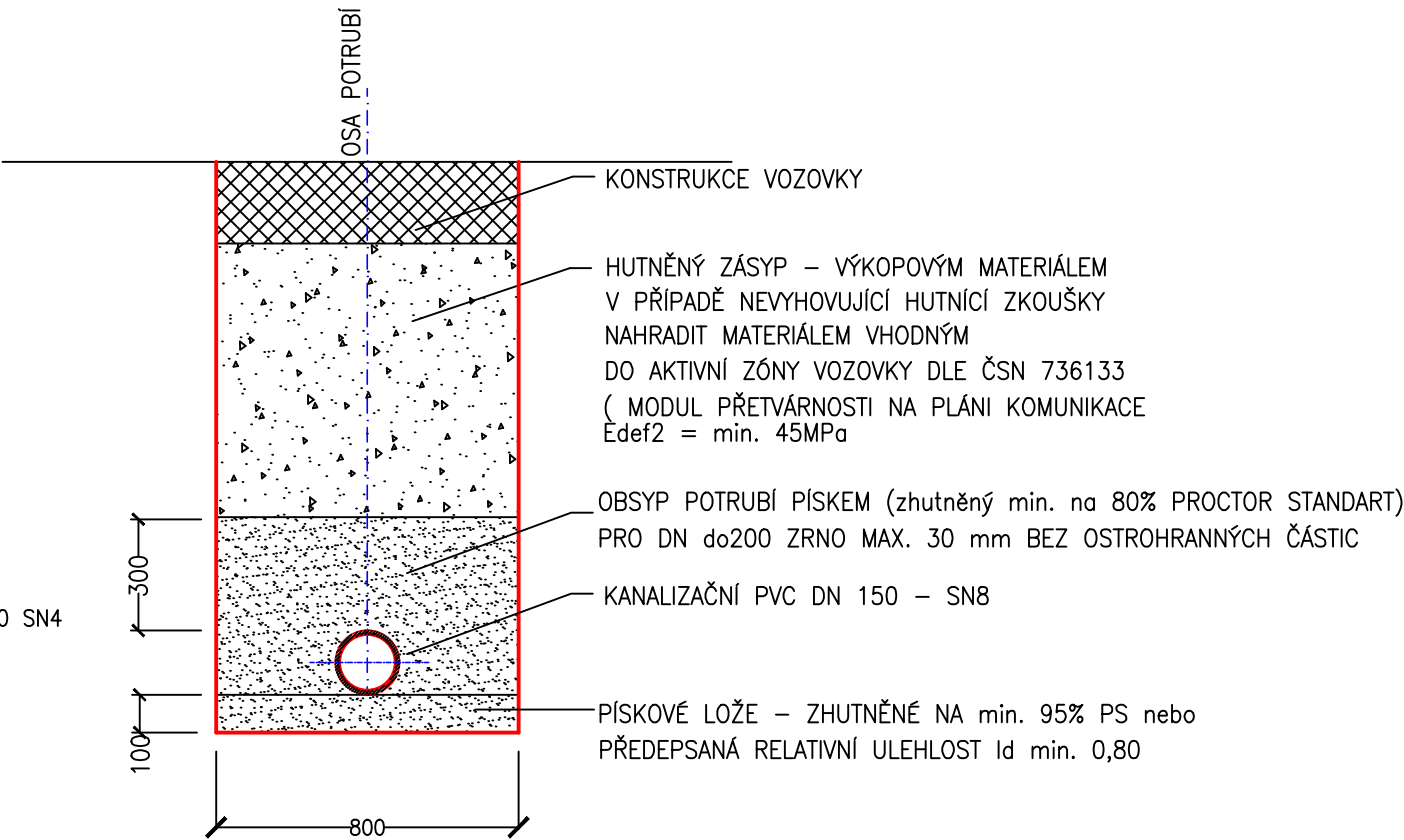 OSA POTRUBÍ
KONSTRUKCE VOZOVKY
HUTNĚNÝ ZÁSYP – VÝKOPOVÝM MATERIÁLEM
V PŘÍPADĚ NEVYHOVUJÍCÍ HUTNÍCÍ ZKOUŠKY
NAHRADIT MATERIÁLEM VHODNÝM
DO AKTIVNÍ ZÓNY VOZOVKY DLE ČSN 736133
( MODUL PŘETVÁRNOSTI NA PLÁNI KOMUNIKACE
Edef2 = min. 45MPa
OBSYP POTRUBÍ PÍSKEM (zhutněný min. na 80% PROCTOR STANDART)
PRO DN do200 ZRNO MAX. 30 mm BEZ OSTROHRANNÝCH ČÁSTIC
300
KANALIZAČNÍ PVC DN 150 – SN8
0 SN4
PÍSKOVÉ LOŽE – ZHUTNĚNÉ NA min. 95% PS nebo
PŘEDEPSANÁ RELATIVNÍ ULEHLOST Id min. 0,80
100
800